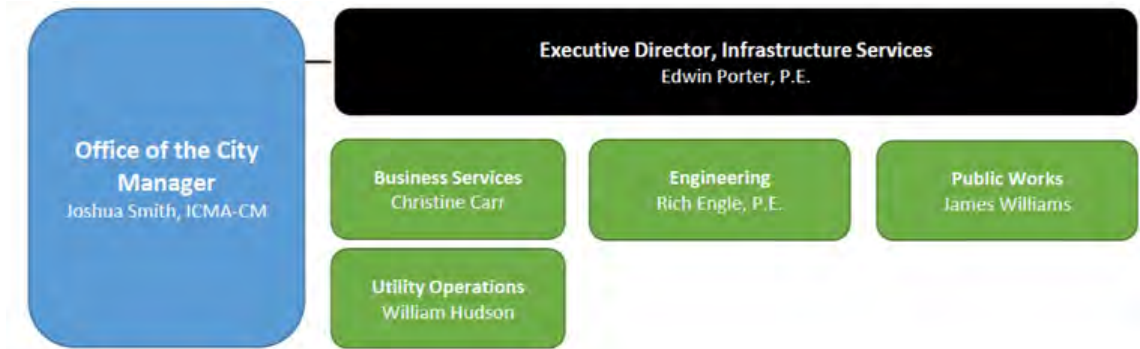 Executive Director, Infrastructure Services
Edwin Porter, P.E.
Office of the City
Manager
Joshua Smith, ICMA-CM
Business Services
Christine Carr
Engineering
Rich Engle, P.E.
Public Works
James Williams
Utility Operations
William Hudson